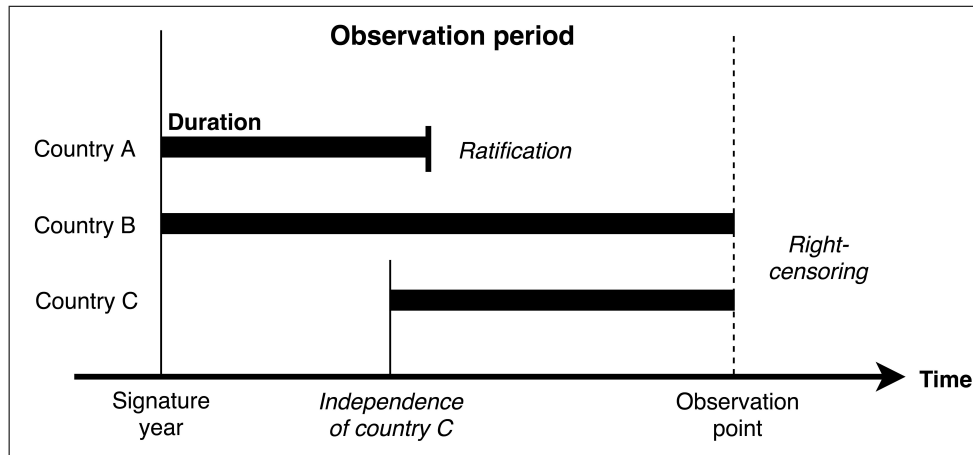 Observation period
Duration
Country A
Ratification
Country B
Right-
censoring
Country C
Time
Signature
year
Independence
of country C
Observation
point